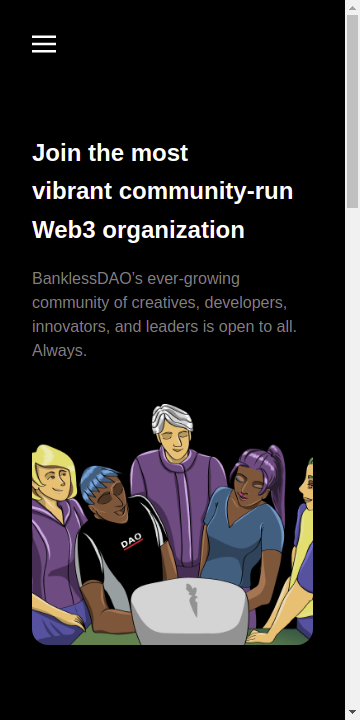 Join the most
vibrant community-run
Web3 organization
BanklessDAO’s ever-growing
community of creatives, developers,
innovators, and leaders is open to all.
Always.
DAO